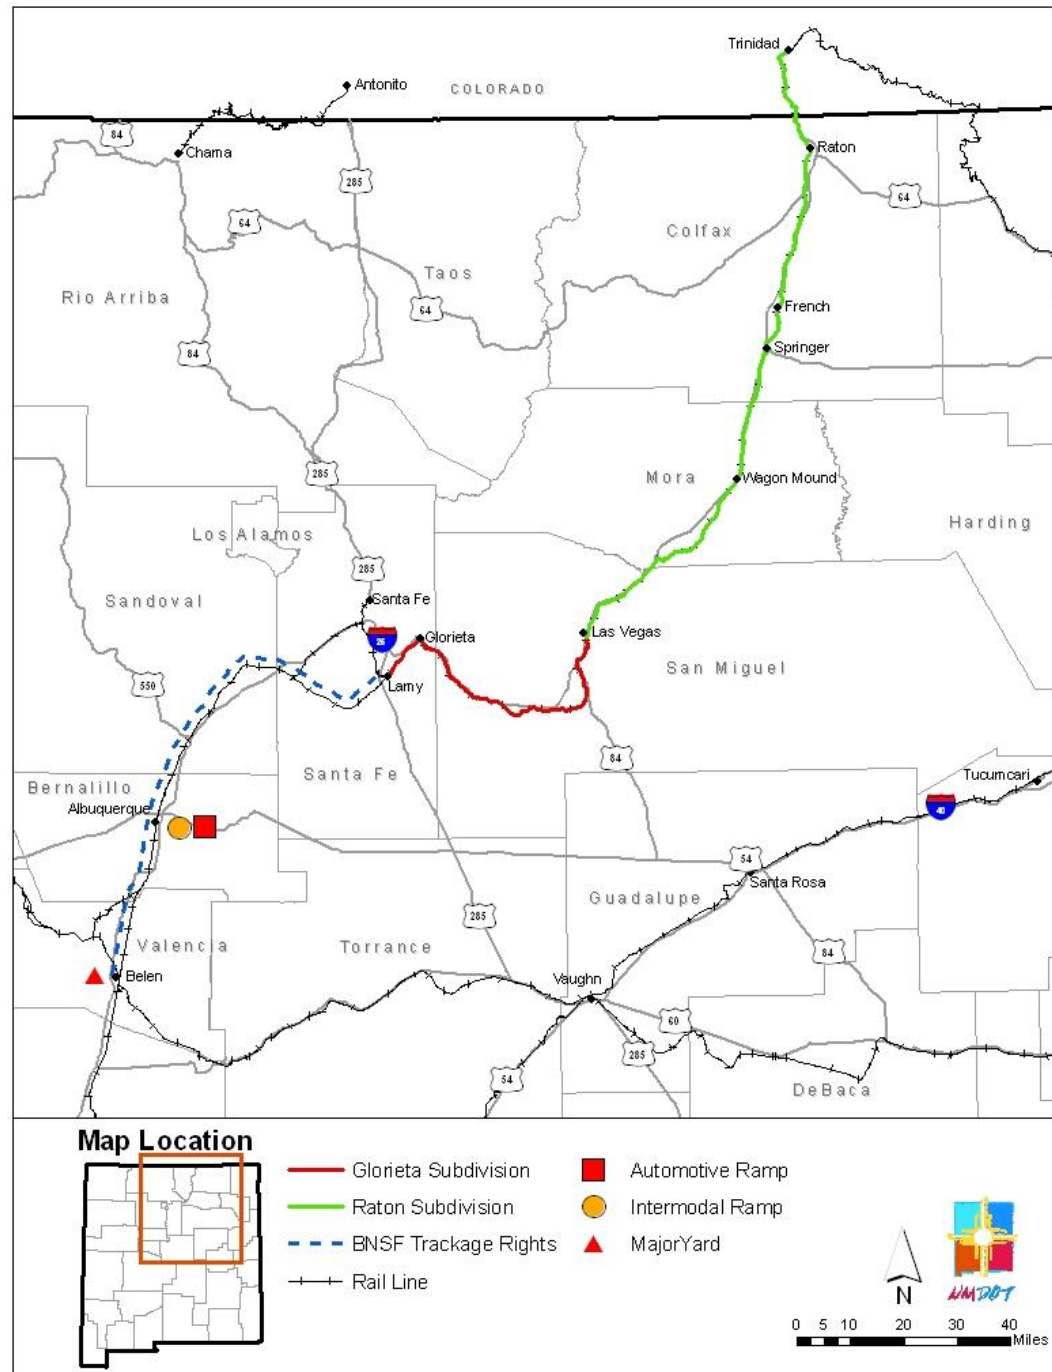 Trinidad
Antonito
COLORADO
84
Chama
Raton
285
64
64
Colfax
Taos
Rio Arriba
64
French
84
Springer
285
Mora
Wagon Mound
Los Alamos
Harding
285
Sandoval
Santa Fe
25
Glorieta
Las Vegas
San Miguel
Lamy
550
84
Santa Fe
Bernalillo
Tucumcari
Albuquerque
40
54
Santa Rosa
Guadalupe
285
Valencia
Torrance
84
Belen
Vaughn
60
285
54
DeBaca
Map Location
Glorieta Subdivision
Automotive Ramp
Raton Subdivision
Intermodal Ramp
BNSF Trackage Rights
MajorYard
Rail Line
N
NMDOT
0 5 10 20 30 40
Miles